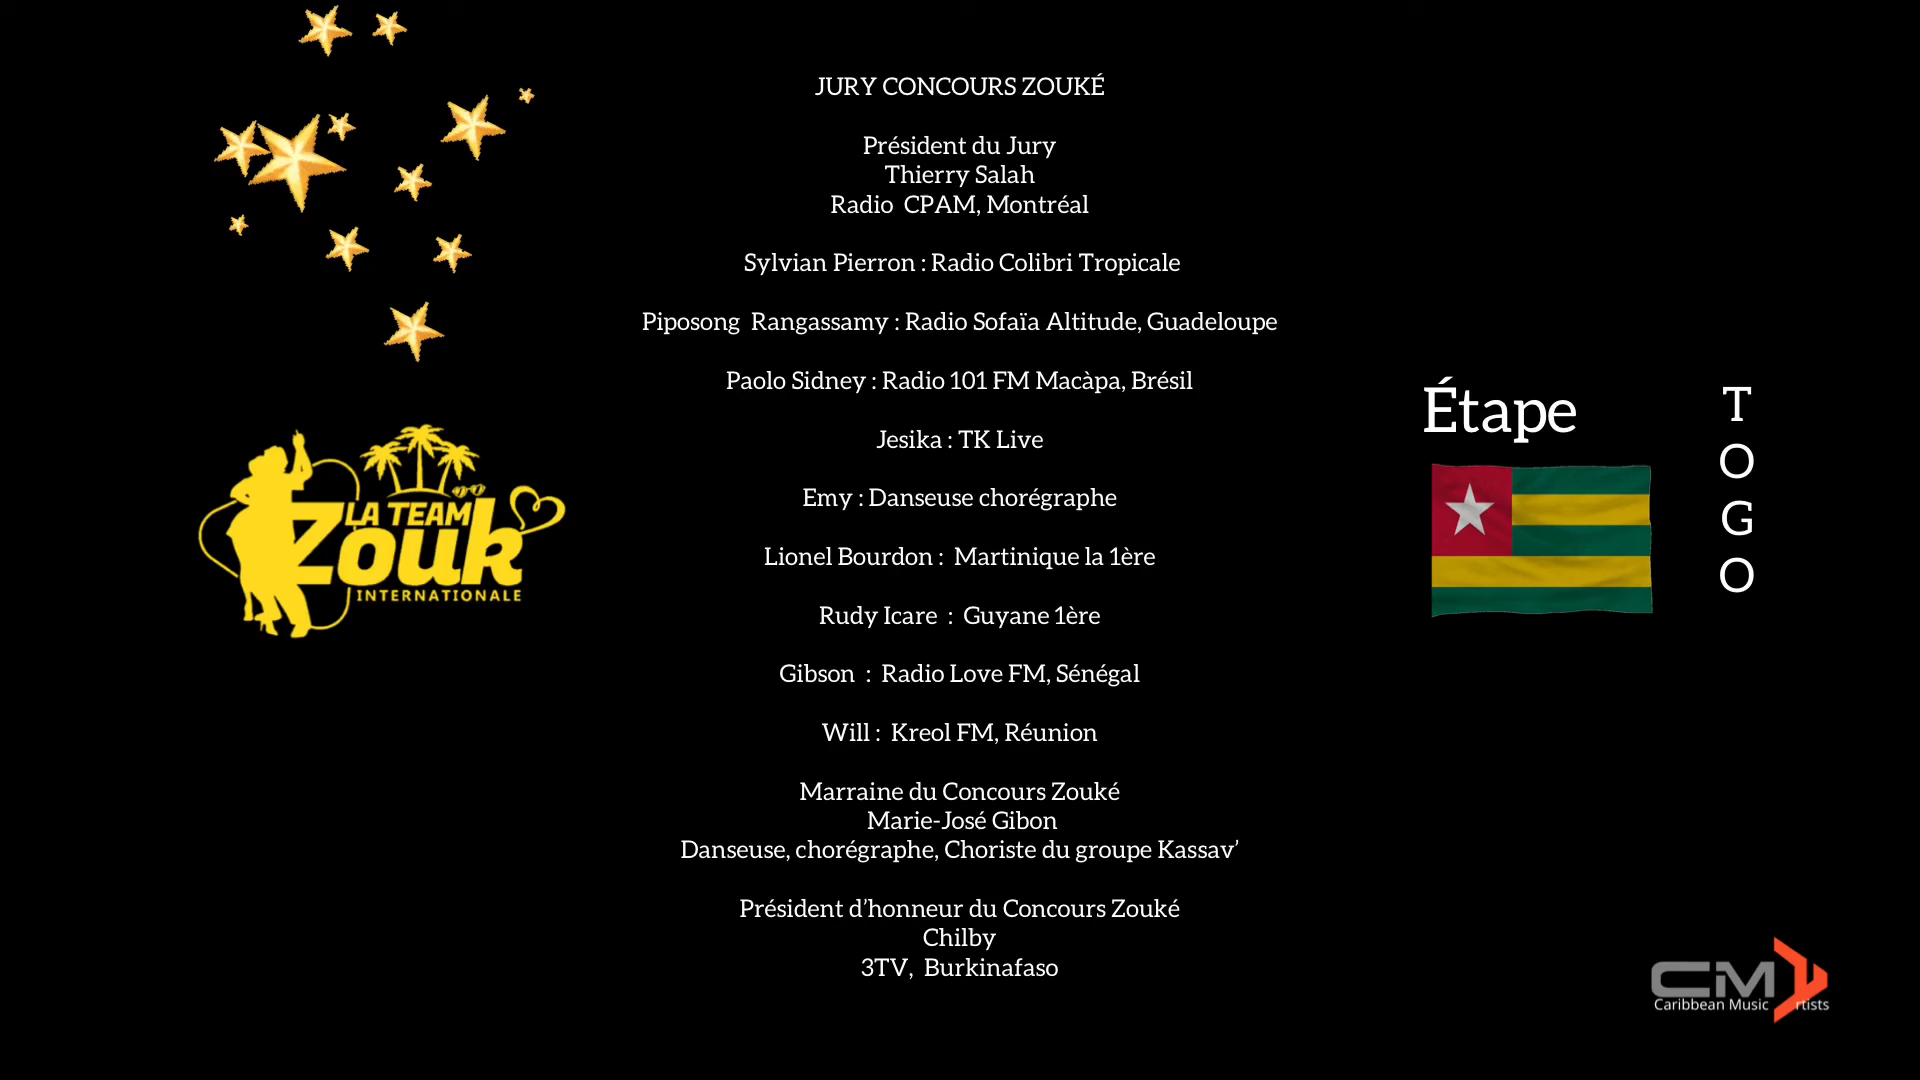 JURY CONCOURS ZOUKÉ
Président du Jury
Thierry Salah
Radio CPAM, Montréal
Sylvian Pierron : Radio Colibri Tropicale
Piposong Rangassamy : Radio Sofaïa Altitude, Guadeloupe
Paolo Sidney : Radio 101 FM Macàpa, Brésil
Jesika : TK Live
Emy : Danseuse chorégraphe
Lionel Bourdon : Martinique la 1ère
Rudy Icare : Guyane 1ère
Gibson : Radio Love FM, Sénégal
Will : Kreol FM, Réunion
Marraine du Concours Zouké
Marie-José Gibon
Danseuse, chorégraphe, Choriste du groupe Kassav’
Président d’honneur du Concours Zouké
Chilby
3TV, Burkinafaso
LA TEAM
Zouk
INTERNATIONALE
Étape
TOGO
CM
Caribbean Music rtists